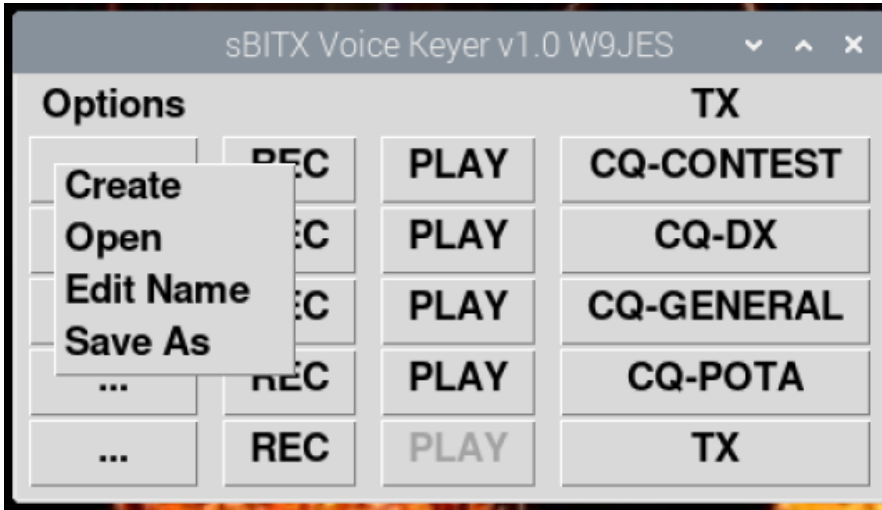 sBITX Voice Keyer v1.0 W9JES
Options TX
PLAY CQ-CONTEST
Create
Open
Edit Name
Save As
PLAY CQ-DX
PLAY CQ-GENERAL
... PLAY CQ-POTA
... REC PLAY TX